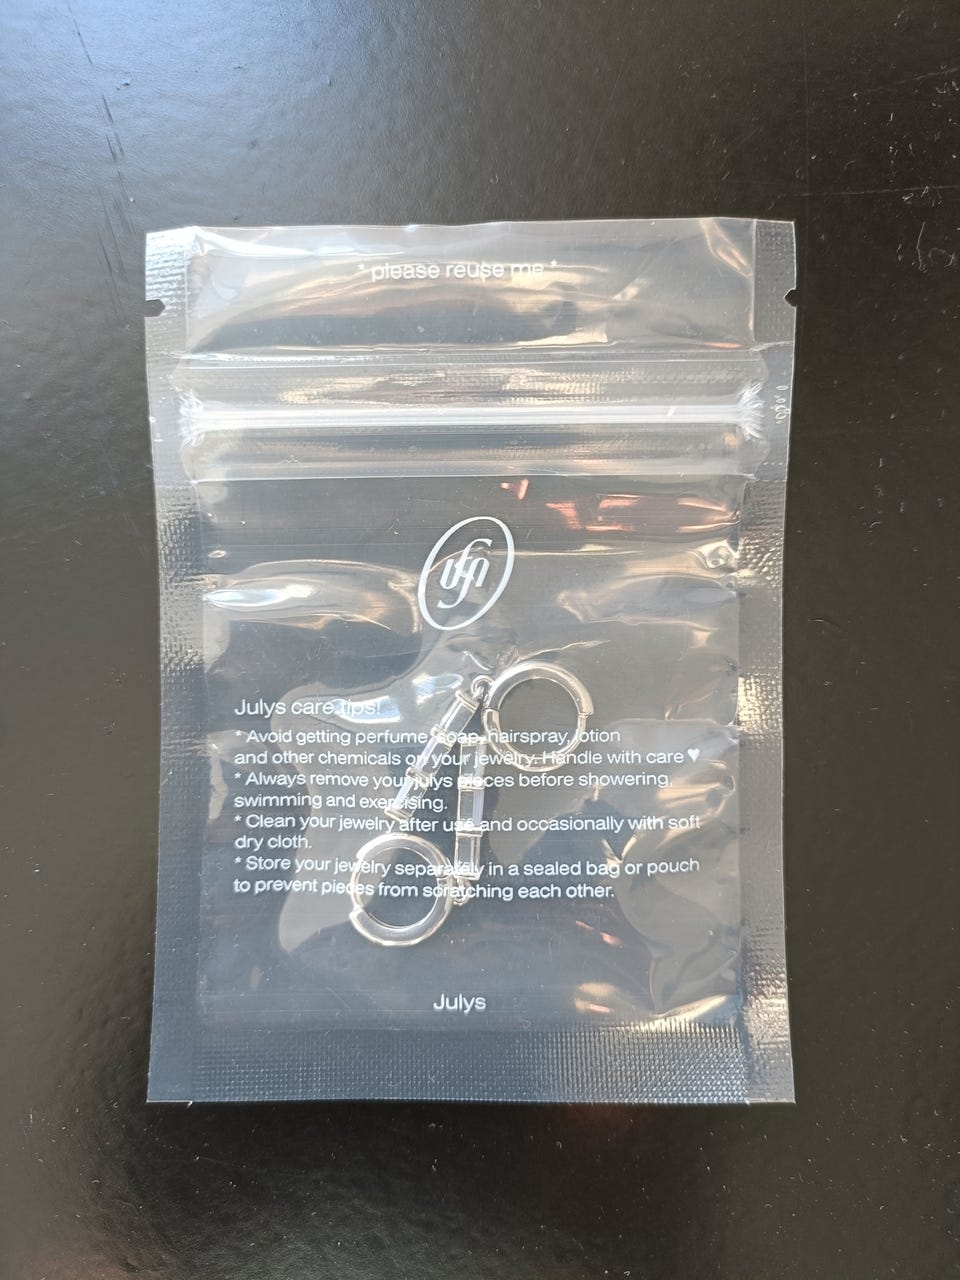 * please reuse me *
Julys care tips!
* Avoid getting perfume, soap, hairspray, lotion
and other chemicals on your jewelry. Handle with care ♥
* Always remove your julys pieces before showering,
swimming and exercising.
* Clean your jewelry after use and occasionally with soft
dry cloth.
* Store your jewelry separately in a sealed bag or pouch
to prevent pieces from scratching each other.
Julys